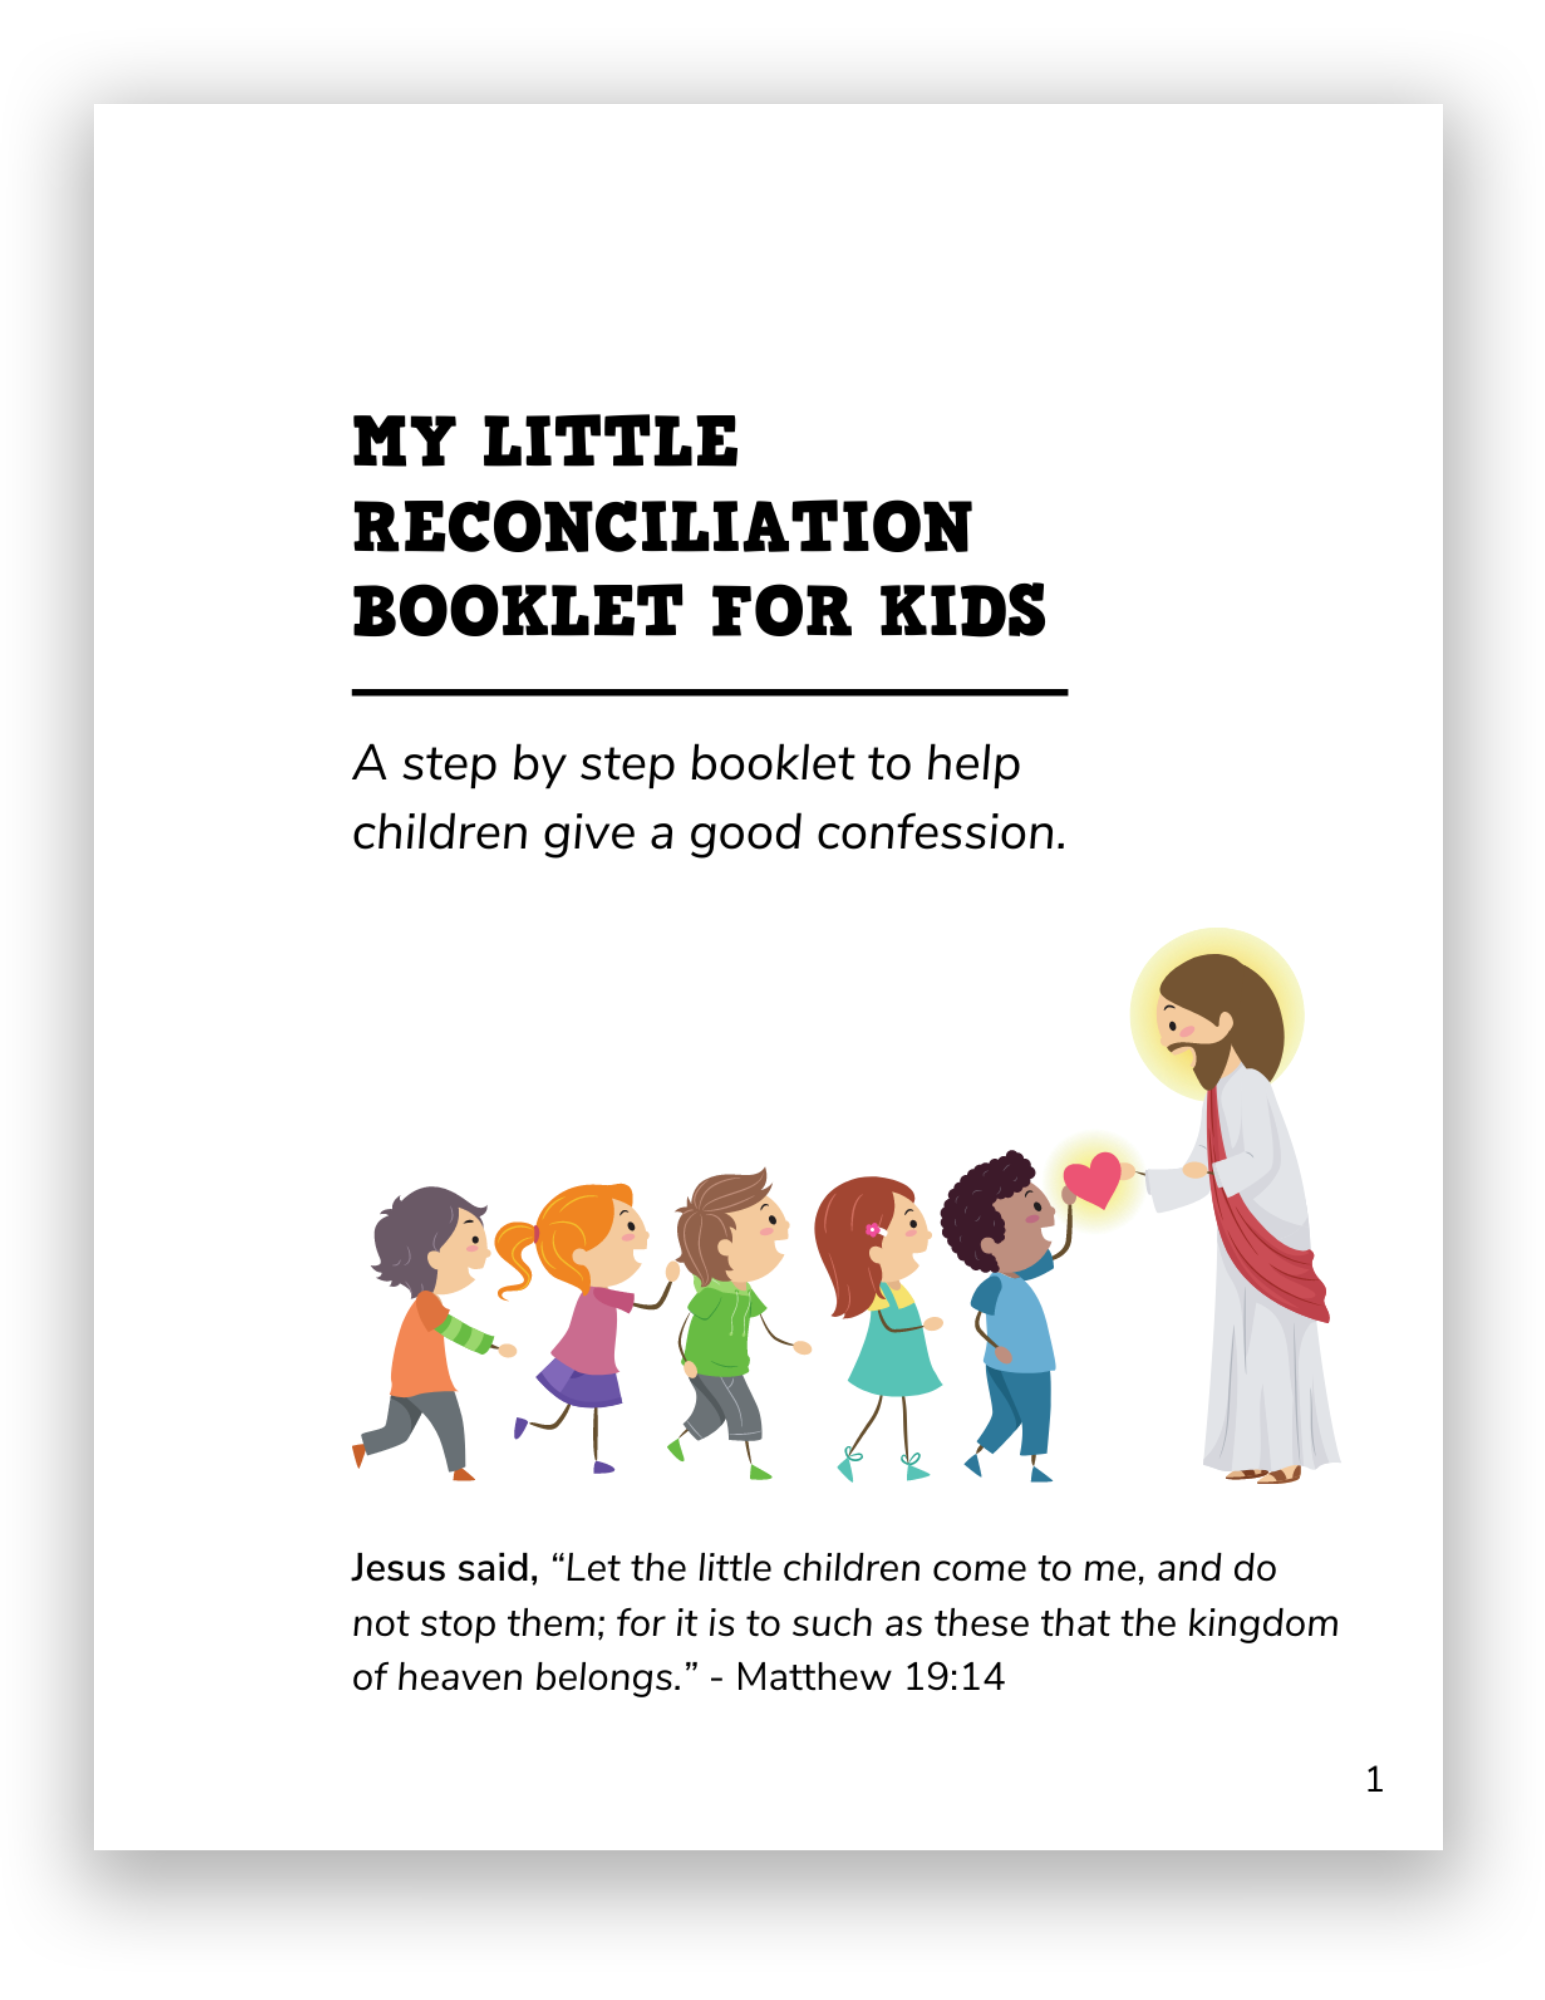 MY LITTLE
RECONCILIATION
BOOKLET FOR KIDS
A step by step booklet to help
children give a good confession.
Jesus said, “Let the little children come to me, and do
not stop them; for it is to such as these that the kingdom
of heaven belongs.” - Matthew 19:14
1